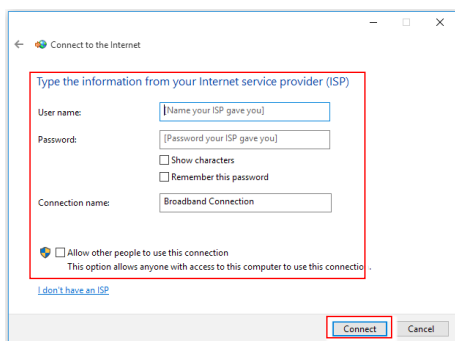 Connect to the Internet
Type the information from your Internet service provider (ISP)
User name:
[Name your ISP gave you]
Password:
[Password your ISP gave you]
Show characters
Remember this password
Connection name:
Broadband Connection
Allow other people to use this connection
This option allows anyone with access to this computer to use this connection.
I don't have an ISP
Connect
Cancel